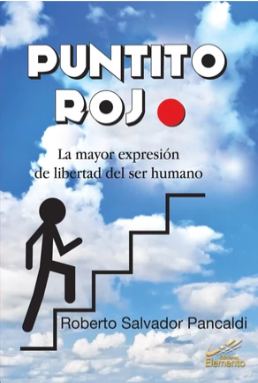 PUNTITO
ROJ
La mayor expresión
de libertad del ser humano
Roberto Salvador Pancaldi
Elemento